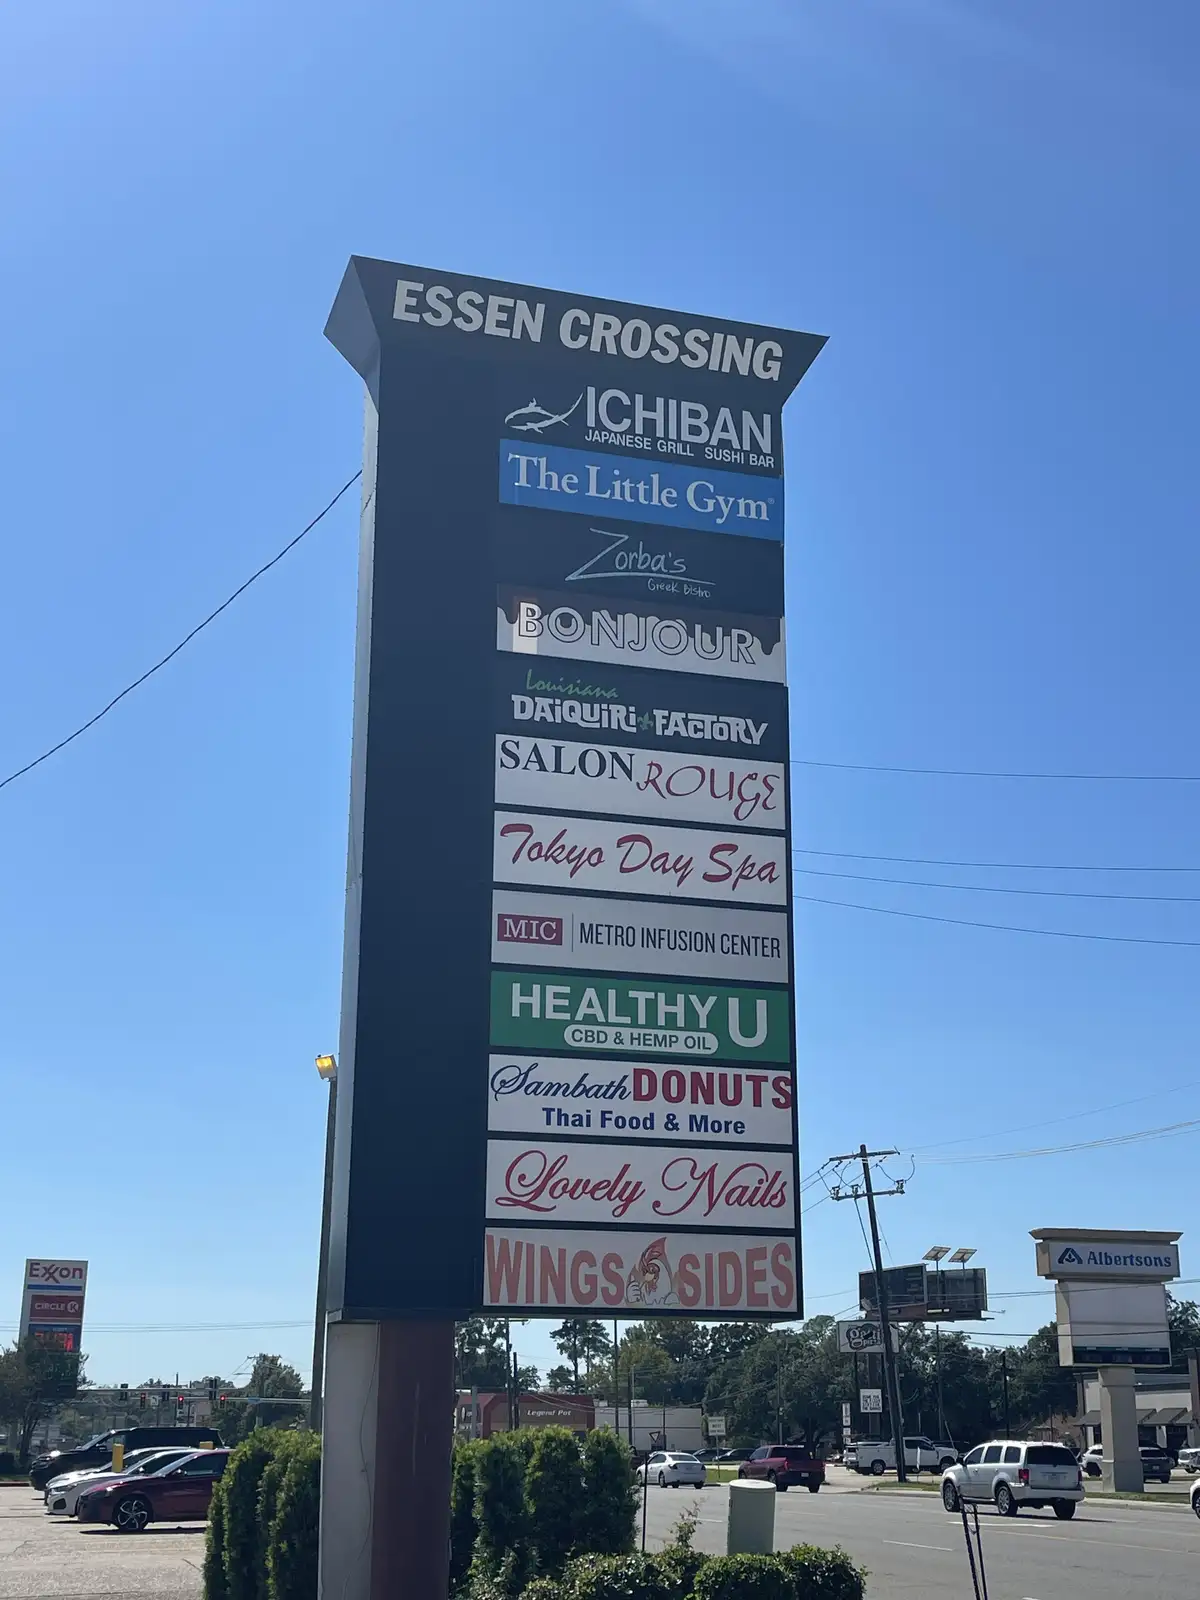 ESSEN CROSSING
ICHIBAN
JAPANESE GRILL SUSHI BAR
The Little Gym®
Zorba's
Greek Bistro
BONJOUR
Louisiana
DAiQUiRi FACTORY
SALON ROUGE
Tokyo Day Spa
MIC METRO INFUSION CENTER
HEALTHY U
CBD & HEMP OIL
Sambath DONUTS
Thai Food & More
Lovely Nails
WINGS SIDES
Exxon
CIRCLE K
Albertsons
Legend Pot